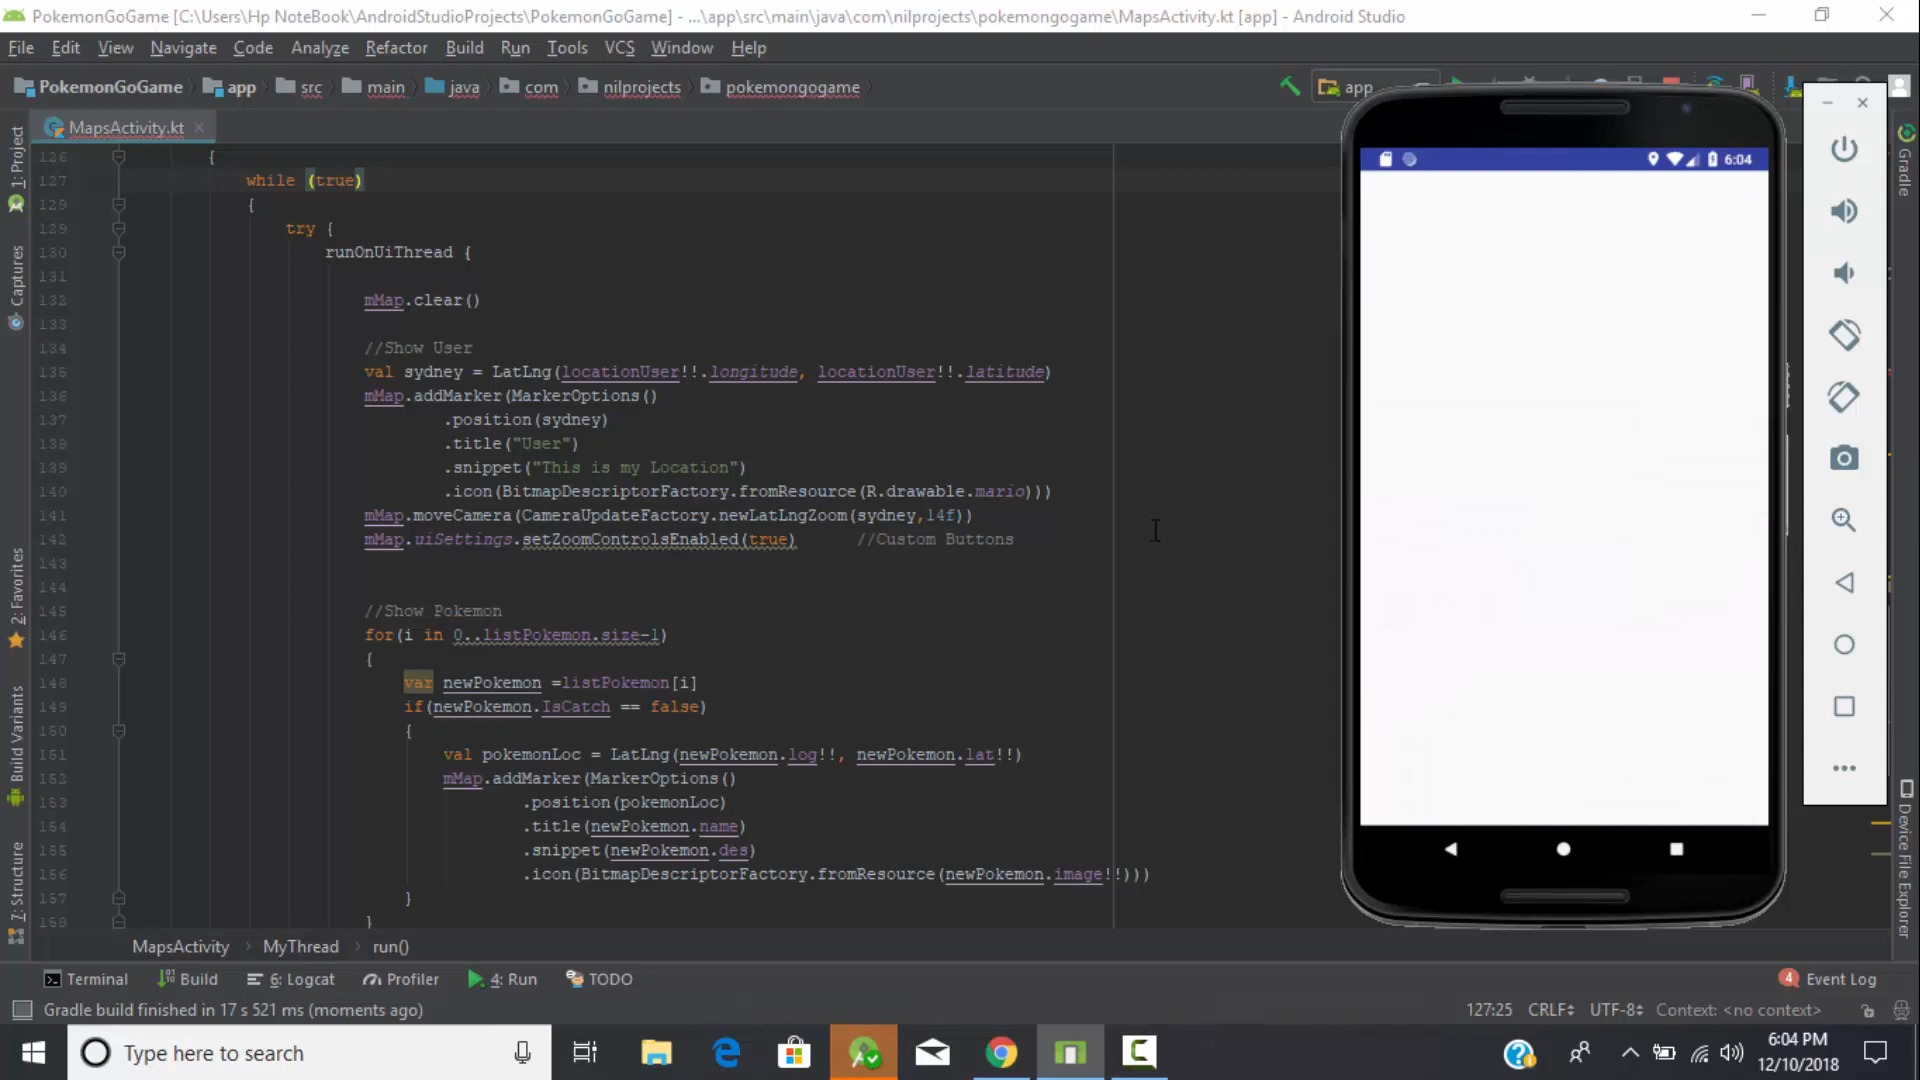 PokemonGoGame [C:\Users\Hp NoteBook\AndroidStudioProjects\PokemonGoGame] - ...\app\src\main\java\com\nilprojects\pokemongogame\MapsActivity.kt [app] - Android Studio
File Edit View Navigate Code Analyze Refactor Build Run Tools VCS Window Help
PokemonGoGame app src main java com nilprojects pokemongogame app
MapsActivity.kt
6:04
126 {
127 while (true)
129 {
129 try {
130 runOnUiThread {
131
132 mMap.clear()
133
134 //Show User
135 val sydney = LatLng(locationUser!!.longitude, locationUser!!.latitude)
136 mMap.addMarker(MarkerOptions()
137 .position(sydney)
138 .title("User")
139 .snippet("This is my Location")
140 .icon(BitmapDescriptorFactory.fromResource(R.drawable.mario)))
141 mMap.moveCamera(CameraUpdateFactory.newLatLngZoom(sydney,14f))
142 mMap.uiSettings.setZoomControlsEnabled(true) //Custom Buttons
143
144
145 //Show Pokemon
146 for(i in 0..listPokemon.size-1)
147 {
148 var newPokemon =listPokemon[i]
149 if(newPokemon.IsCatch == false)
150 {
151 val pokemonLoc = LatLng(newPokemon.log!!, newPokemon.lat!!)
152 mMap.addMarker(MarkerOptions()
153 .position(pokemonLoc)
154 .title(newPokemon.name)
155 .snippet(newPokemon.des)
156 .icon(BitmapDescriptorFactory.fromResource(newPokemon.image!!)))
157 }
158 }
1: Project
Captures
2: Favorites
Build Variants
7: Structure
Gradle
Device File Explorer
MapsActivity MyThread run()
Terminal Build 6: Logcat Profiler 4: Run TODO 4 Event Log
Gradle build finished in 17 s 521 ms (moments ago) 127:25 CRLF UTF-8 Context: <no context>
Type here to search
6:04 PM
12/10/2018